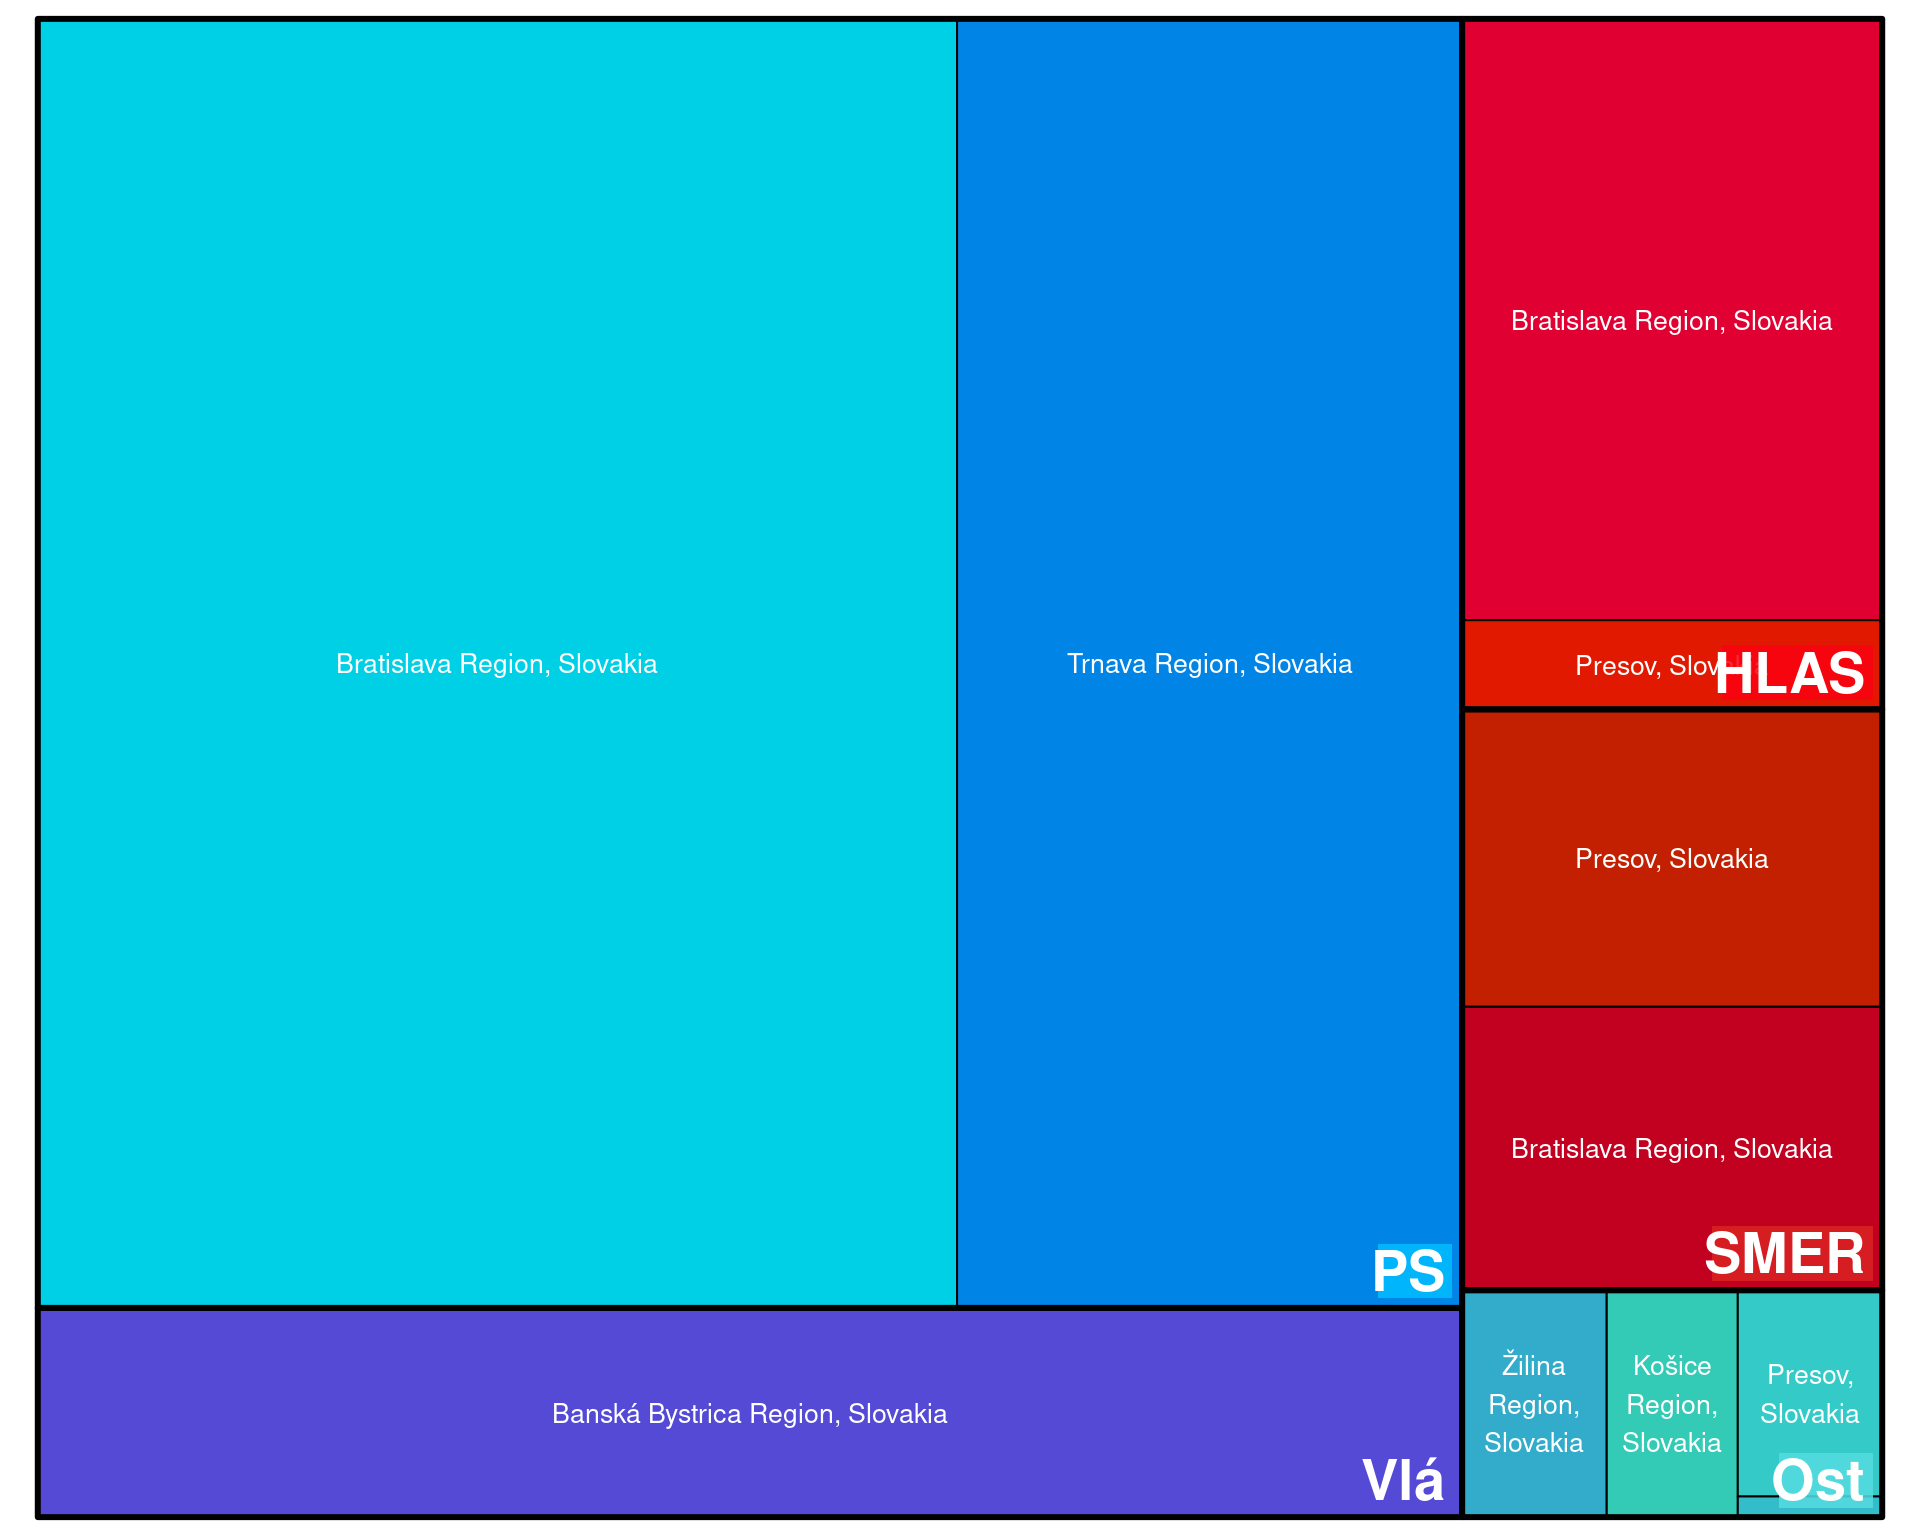 Bratislava Region, Slovakia
Trnava Region, Slovakia
PS
Banská Bystrica Region, Slovakia
Vlá
Bratislava Region, Slovakia
Presov, Slov
HLAS
Presov, Slovakia
Bratislava Region, Slovakia
SMER
Žilina
Region,
Slovakia
Košice
Region,
Slovakia
Presov,
Slovakia
Ost